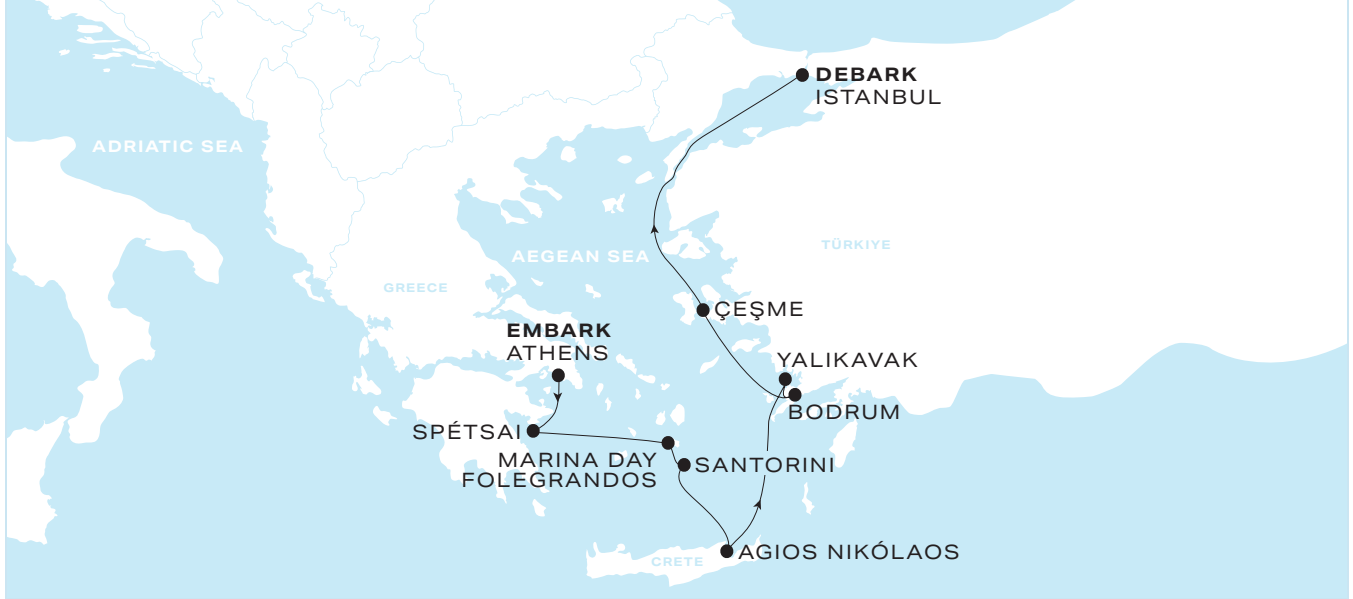 DEBARK
ISTANBUL
ADRIATIC SEA
TÜRKIYE
AEGEAN SEA
GREECE
ÇEŞME
EMBARK
ATHENS
YALIKAVAK
BODRUM
SPÉTSAI
MARINA DAY
FOLEGRANDOS
SANTORINI
AGIOS NIKÓLAOS
CRETE